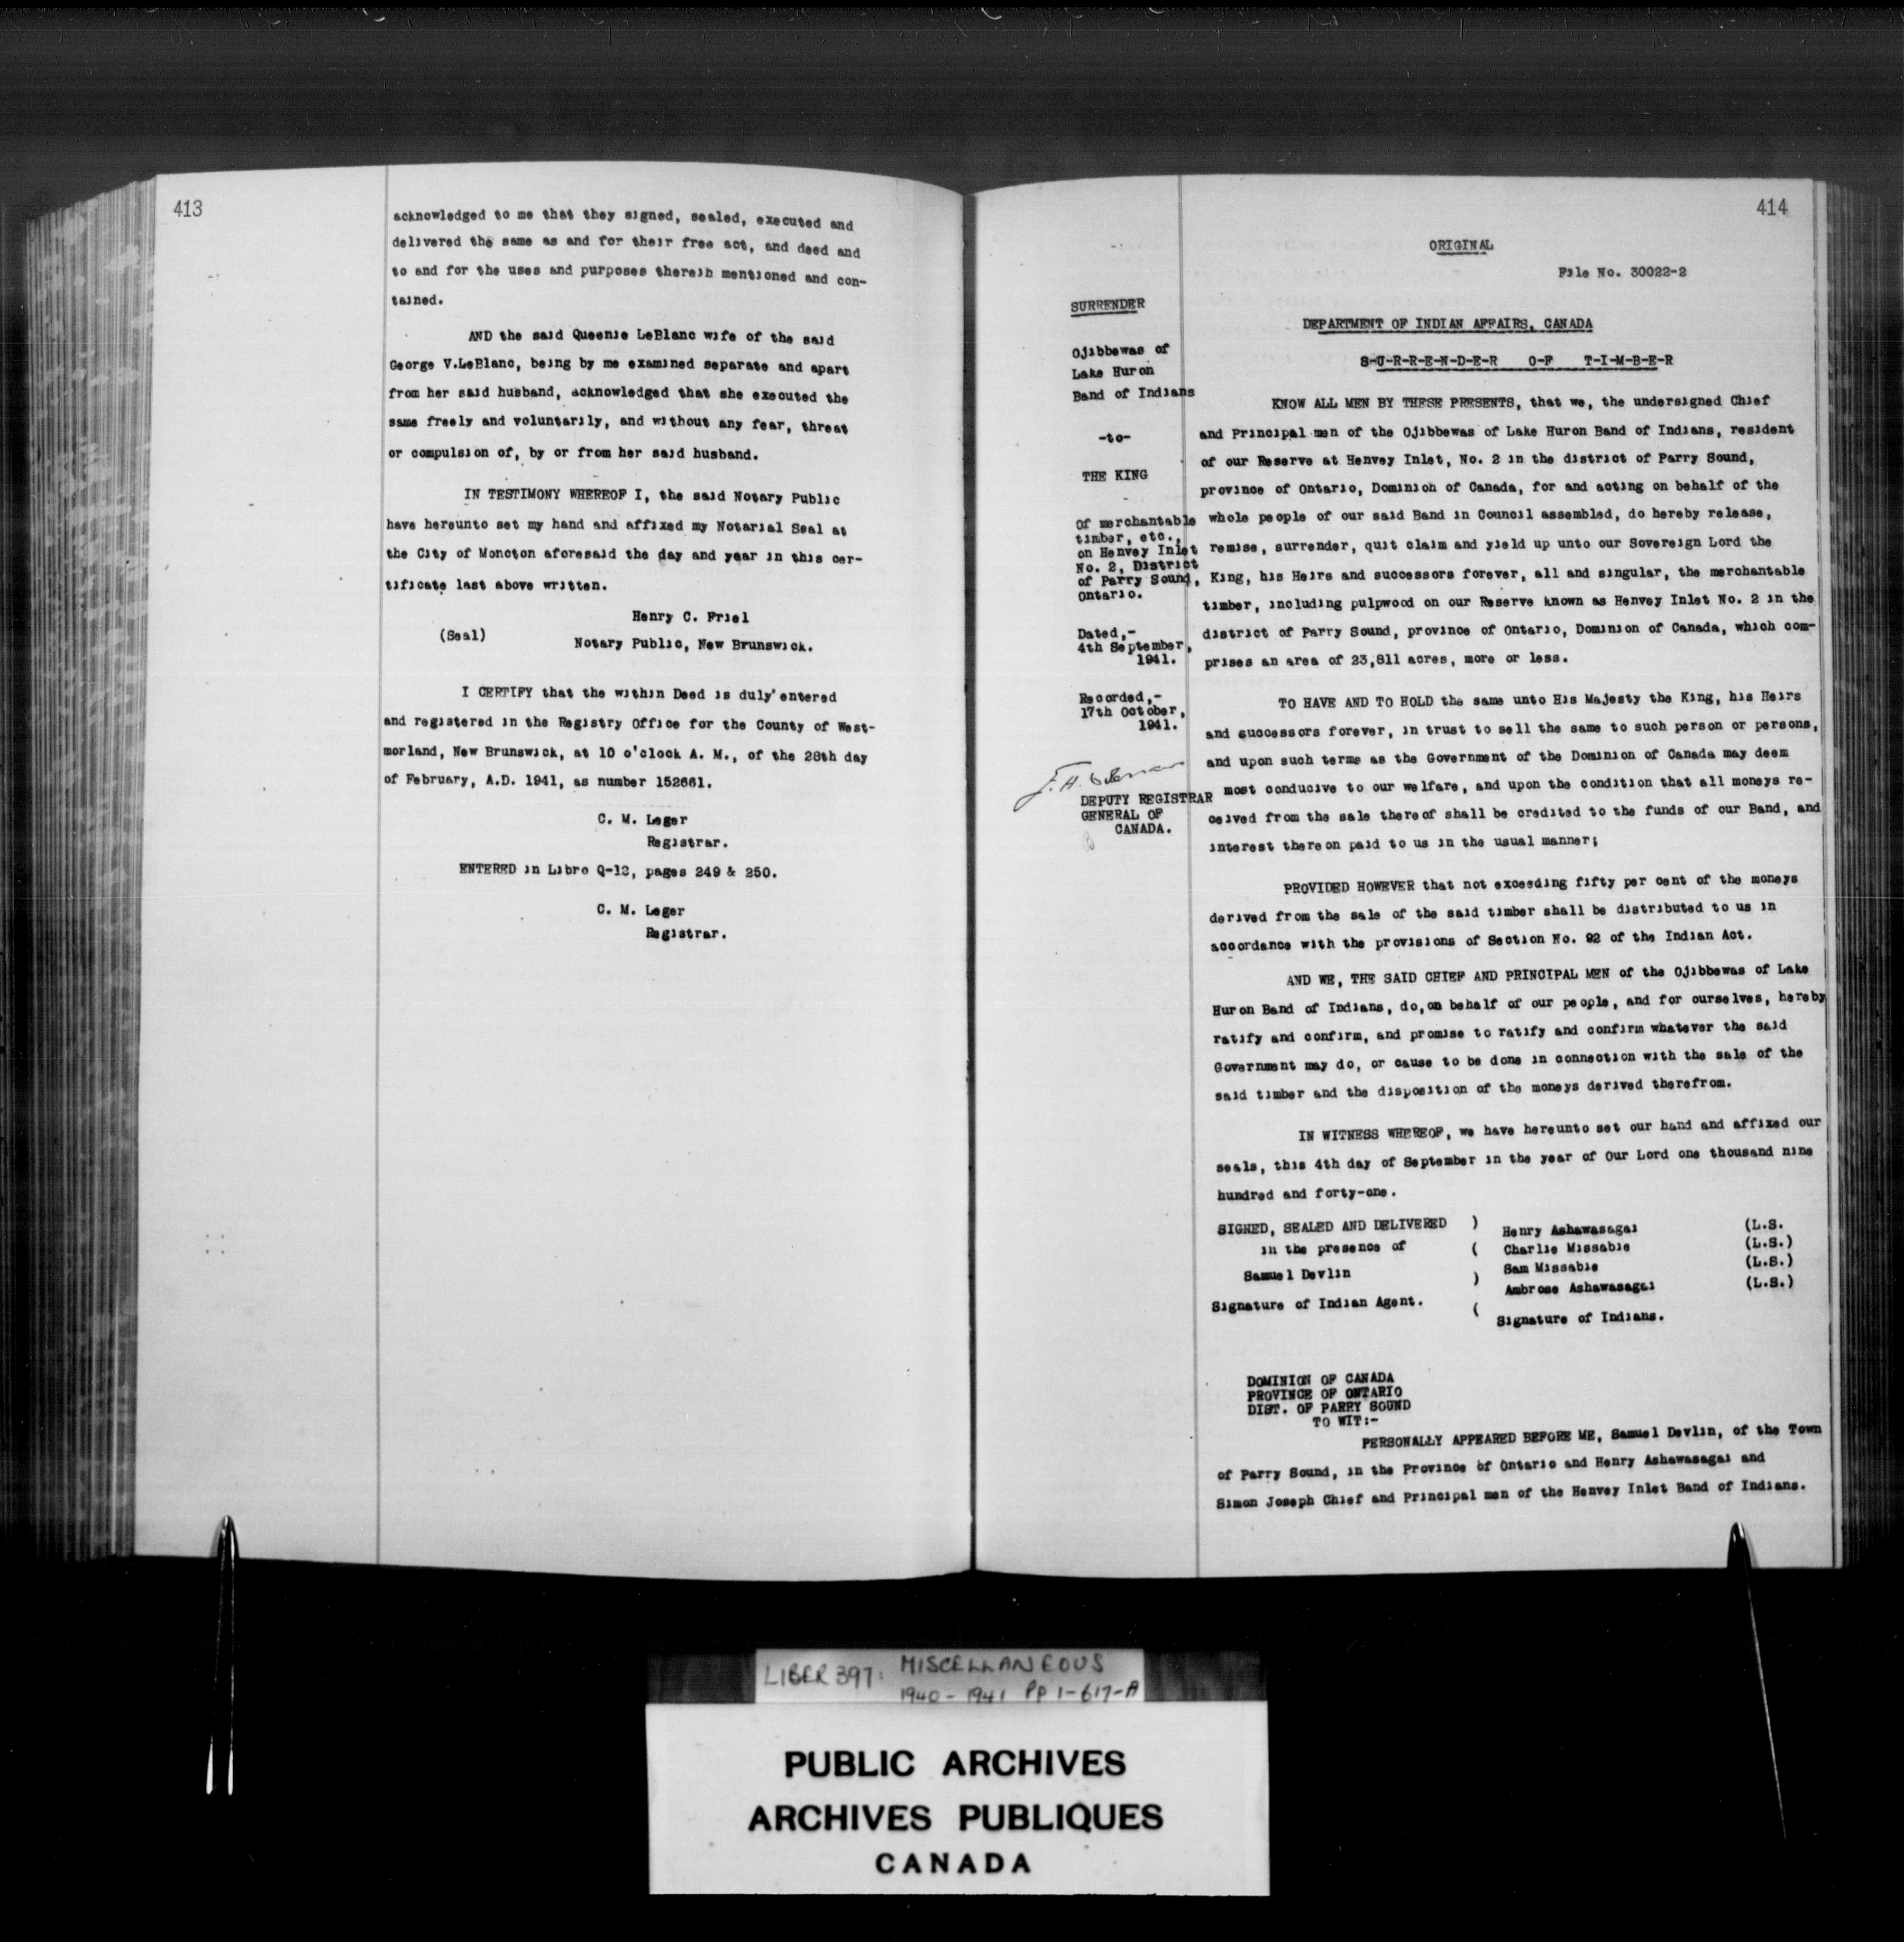 413
acknowledged to me that they signed, sealed, executed and
delivered the same as and for their free act, and deed and
to and for the uses and purposes therein mentioned and con-
tained.
AND the said Queenie LeBlanc wife of the said
George V.LeBlanc, being by me examined separate and apart
from her said husband, acknowledged that she executed the
same freely and voluntarily, and without any fear, threat
or compulsion of, by or from her said husband.
IN TESTIMONY WHEREOF I, the said Notary Public
have hereunto set my hand and affixed my Notarial Seal at
the City of Moncton aforesaid the day and year in this cer-
tificate last above written.
Henry C. Friel
(Seal)
Notary Public, New Brunswick.
I CERTIFY that the within Deed is duly entered
and registered in the Registry Office for the County of West-
morland, New Brunswick, at 10 o'clock A. M., of the 28th day
of February, A.D. 1941, as number 152661.
C. M. Leger
Registrar.
ENTERED in Libro Q-12, pages 249 & 250.
C. M. Leger
Registrar.
414
ORIGINAL
File No. 30022-2
SURRENDER
Ojibbewas of
Lake Huron
Band of Indians
-to-
THE KING
Of merchantable
timber, etc.,
on Henvey Inlet
No. 2, District
of Parry Sound,
Ontario.
Dated,-
4th September,
1941.
Recorded,-
17th October,
1941.
J.H.
DEPUTY REGISTRAR
GENERAL OF
CANADA.
DEPARTMENT OF INDIAN AFFAIRS, CANADA
S-U-R-R-E-N-D-E-R O-F T-I-M-B-E-R
KNOW ALL MEN BY THESE PRESENTS, that we, the undersigned Chief
and Principal men of the Ojibbewas of Lake Huron Band of Indians, resident
of our Reserve at Henvey Inlet, No. 2 in the district of Parry Sound,
province of Ontario, Dominion of Canada, for and acting on behalf of the
whole people of our said Band in Council assembled, do hereby release,
remise, surrender, quit claim and yield up unto our Sovereign Lord the
King, his Heirs and successors forever, all and singular, the merchantable
timber, including pulpwood on our Reserve known as Henvey Inlet No. 2 in the
district of Parry Sound, province of Ontario, Dominion of Canada, which com-
prises an area of 23,811 acres, more or less.
TO HAVE AND TO HOLD the same unto His Majesty the King, his Heirs
and successors forever, in trust to sell the same to such person or persons,
and upon such terms as the Government of the Dominion of Canada may deem
most conducive to our welfare, and upon the condition that all moneys re-
ceived from the sale thereof shall be credited to the funds of our Band, and
interest thereon paid to us in the usual manner;
PROVIDED HOWEVER that not exceeding fifty per cent of the moneys
derived from the sale of the said timber shall be distributed to us in
accordance with the provisions of Section No. 92 of the Indian Act.
AND WE, THE SAID CHIEF AND PRINCIPAL MEN of the Ojibbewas of Lake
Huron Band of Indians, do,on behalf of our people, and for ourselves, hereby
ratify and confirm, and promise to ratify and confirm whatever the said
Government may do, or cause to be done in connection with the sale of the
said timber and the disposition of the moneys derived therefrom.
IN WITNESS WHEREOF, we have hereunto set our hand and affixed our
seals, this 4th day of September in the year of Our Lord one thousand nine
hundred and forty-one.
SIGNED, SEALED AND DELIVERED ) Henry Ashawasagai (L.S.
in the presence of ( Charlie Missabie (L.S.)
Sam Missabie (L.S.)
Samuel Devlin ) Ambrose Ashawasagai (L.S.)
Signature of Indian Agent. ( Signature of Indians.
DOMINION OF CANADA
PROVINCE OF ONTARIO
DIST. OF PARRY SOUND
TO WIT:-
PERSONALLY APPEARED BEFORE ME, Samuel Devlin, of the Town
of Parry Sound, in the Province of Ontario and Henry Ashawasagai and
Simon Joseph Chief and Principal men of the Henvey Inlet Band of Indians.
LIBER 397: MISCELLANEOUS
1940-1941 Pp 1-617-A
PUBLIC ARCHIVES
ARCHIVES PUBLIQUES
CANADA